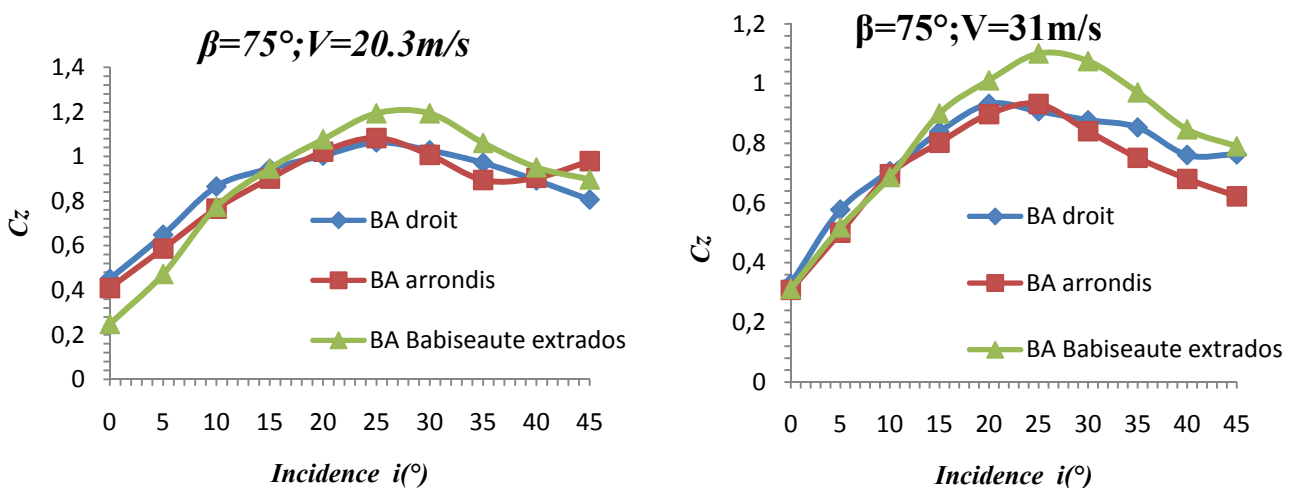 β=75°;V=20.3m/s
1,4
1,2
1
0,8
0,6
0,4
0,2
0
Cz
BA droit
BA arrondis
BA Babiseaute extrados
0 5 10 15 20 25 30 35 40 45
Incidence i(°)
β=75°;V=31m/s
1,2
1
0,8
0,6
0,4
0,2
0
Cz
BA droit
BA arrondis
BA Babiseaute extrados
0 5 10 15 20 25 30 35 40 45
Incidence i(°)